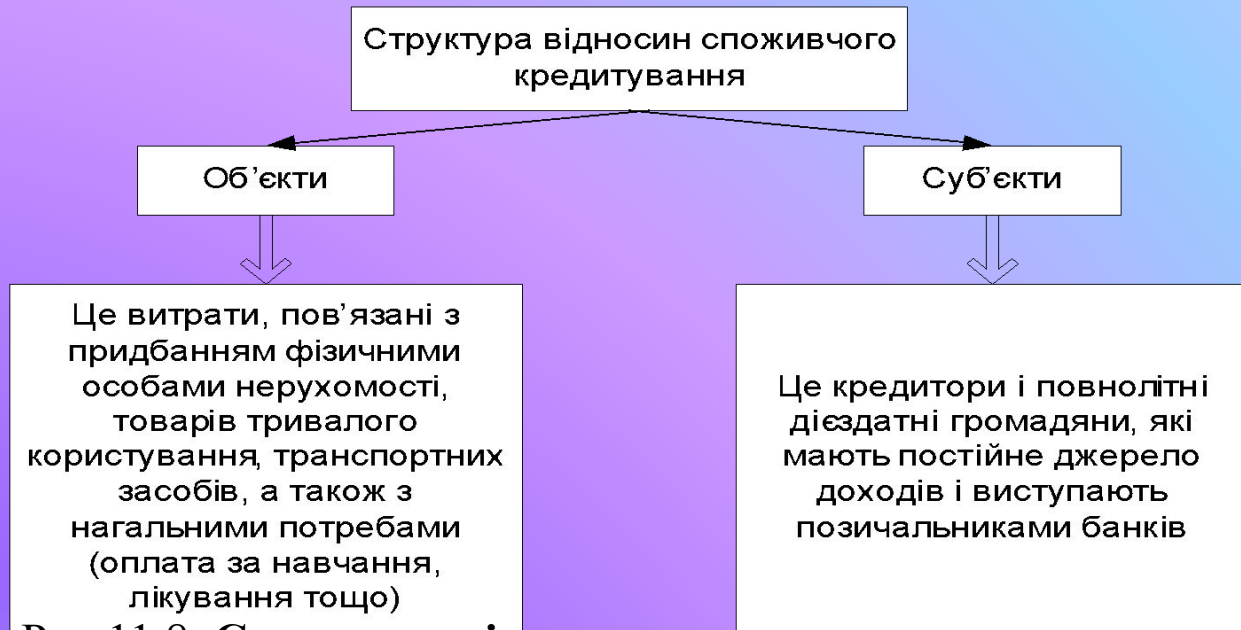 Структура відносин споживчого
кредитування
Об’єкти
Суб’єкти
Це витрати, пов’язані з
придбанням фізичними
особами нерухомості,
товарів тривалого
користування, транспортних
засобів, а також з
нагальними потребами
(оплата за навчання,
лікування тощо)
Це кредитори і повнолітні
дієздатні громадяни, які
мають постійне джерело
доходів і виступають
позичальниками банків